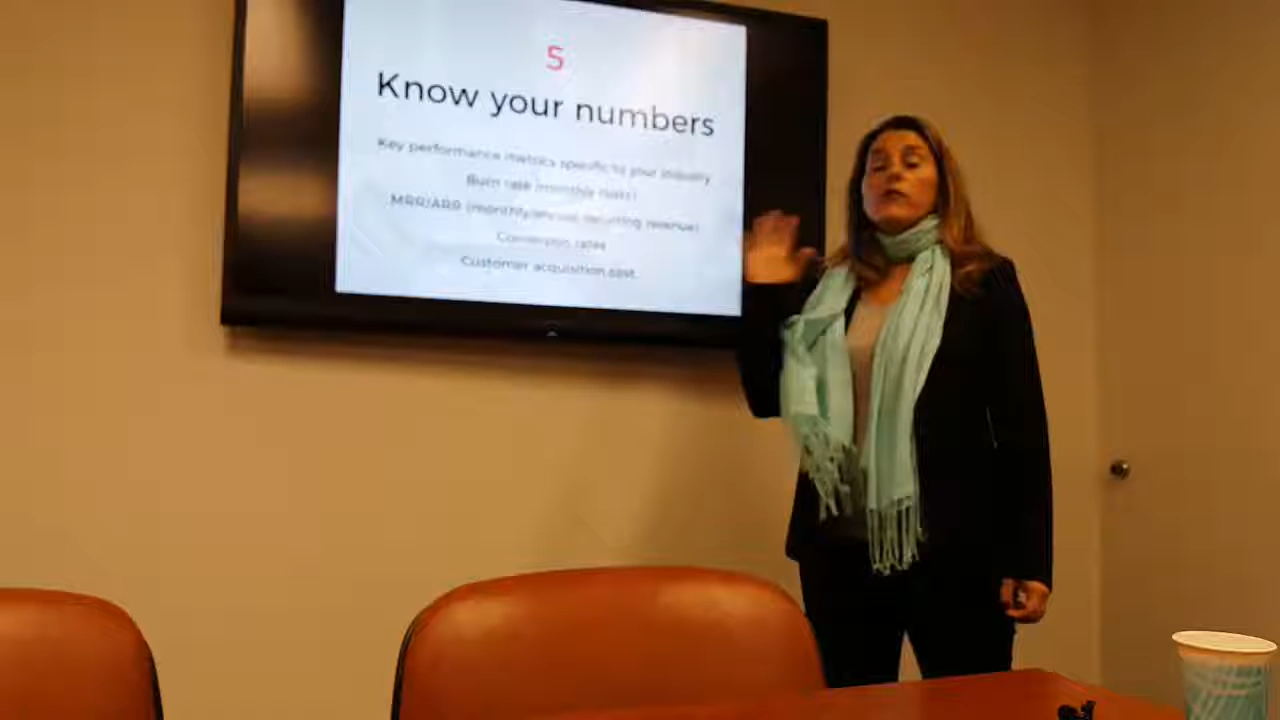 5
Know your numbers
Key performance metrics specific to your industry
Burn rate (monthly costs)
MRR/ARR (monthly/annual recurring revenue)
Conversion rates
Customer acquisition cost